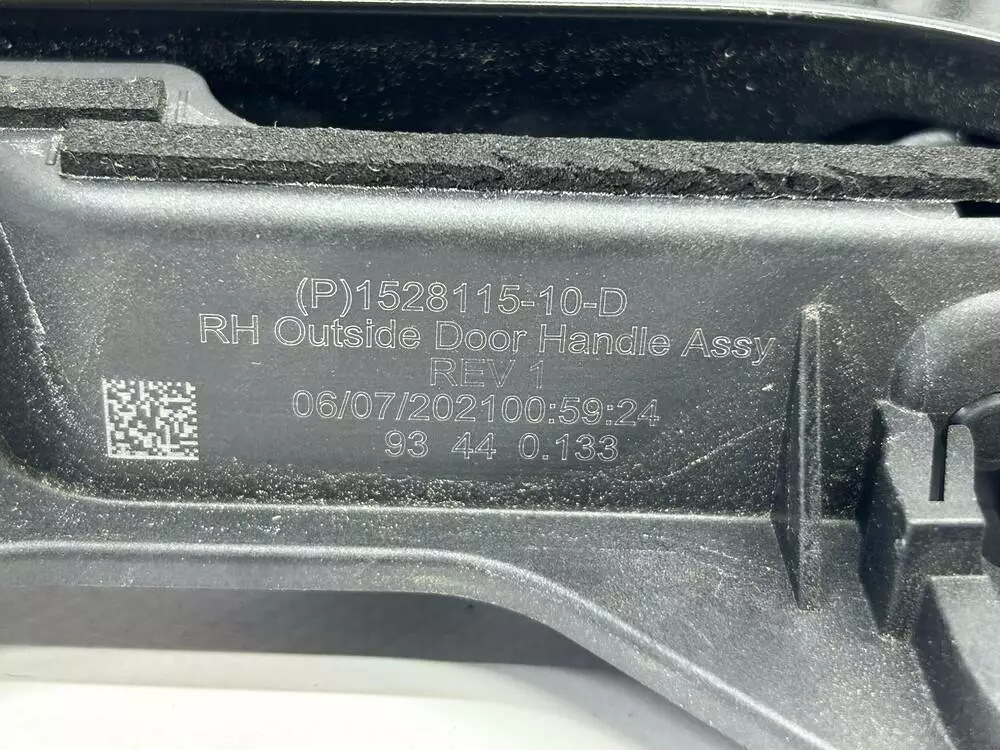 (P)1528115-10-D
RH Outside Door Handle Assy
REV 1
06/07/202100:59:24
93 44 0.133